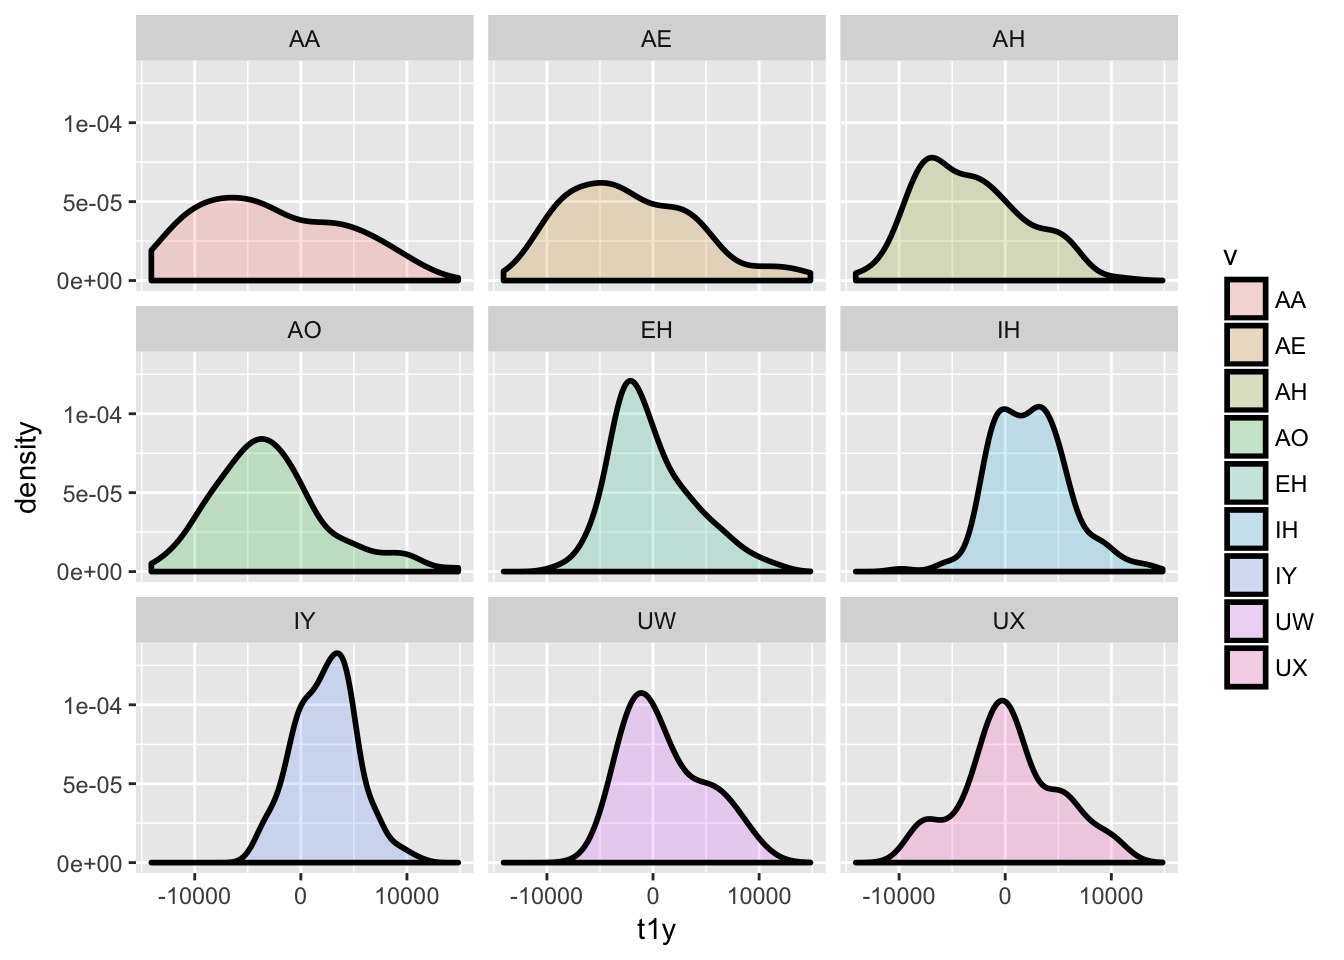 AA AE AH
1e-04
5e-05
0e+00
AO EH IH
1e-04
5e-05
0e+00
IY UW UX
1e-04
5e-05
0e+00
-10000 0 10000 -10000 0 10000 -10000 0 10000
t1y
density
v
AA
AE
AH
AO
EH
IH
IY
UW
UX